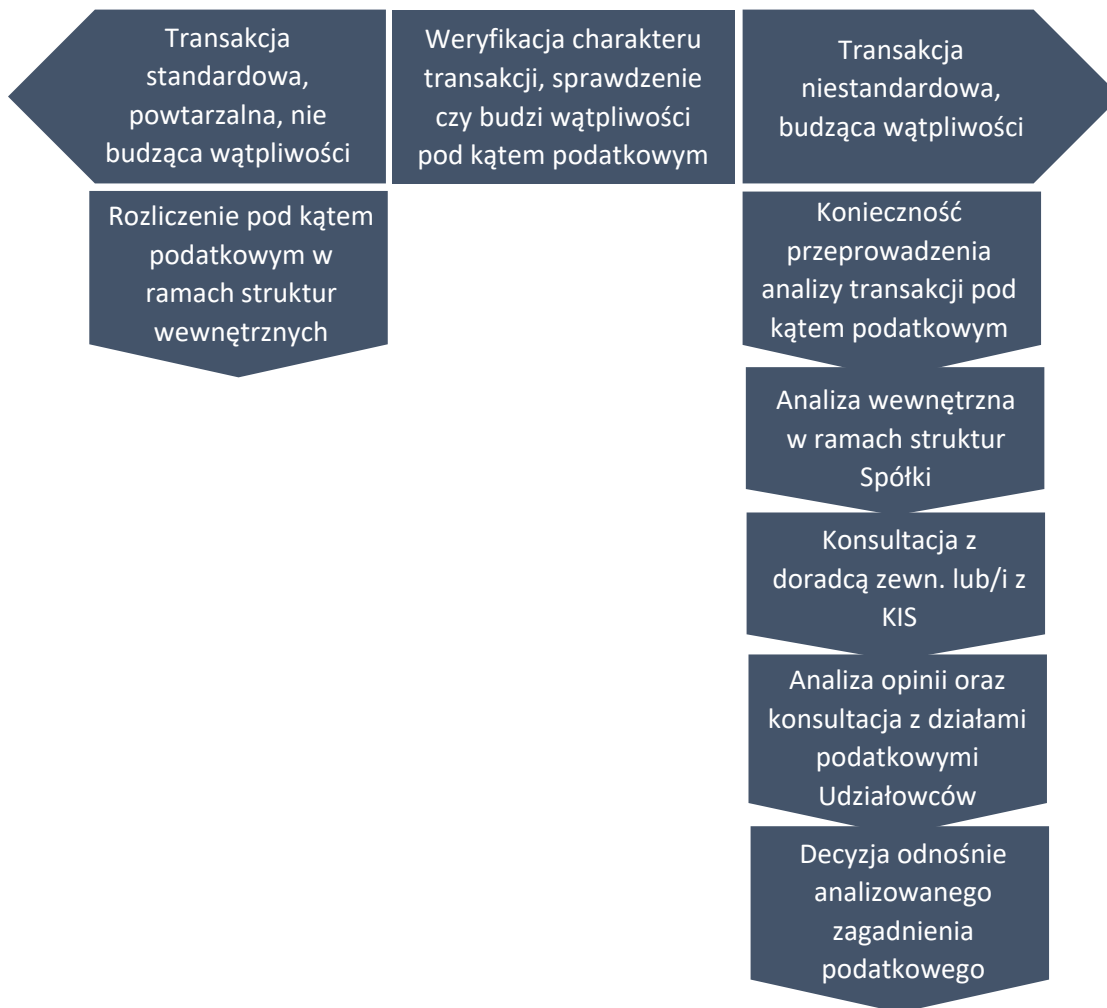 Transakcja
standardowa,
powtarzalna, nie
budząca wątpliwości
Weryfikacja charakteru
transakcji, sprawdzenie
czy budzi wątpliwości
pod kątem podatkowym
Transakcja
niestandardowa,
budząca wątpliwości
Rozliczenie pod kątem
podatkowym w
ramach struktur
wewnętrznych
Konieczność
przeprowadzenia
analizy transakcji pod
kątem podatkowym
Analiza wewnętrzna
w ramach struktur
Spółki
Konsultacja z
doradcą zewn. lub/i z
KIS
Analiza opinii oraz
konsultacja z działami
podatkowymi
Udziałowców
Decyzja odnośnie
analizowanego
zagadnienia
podatkowego